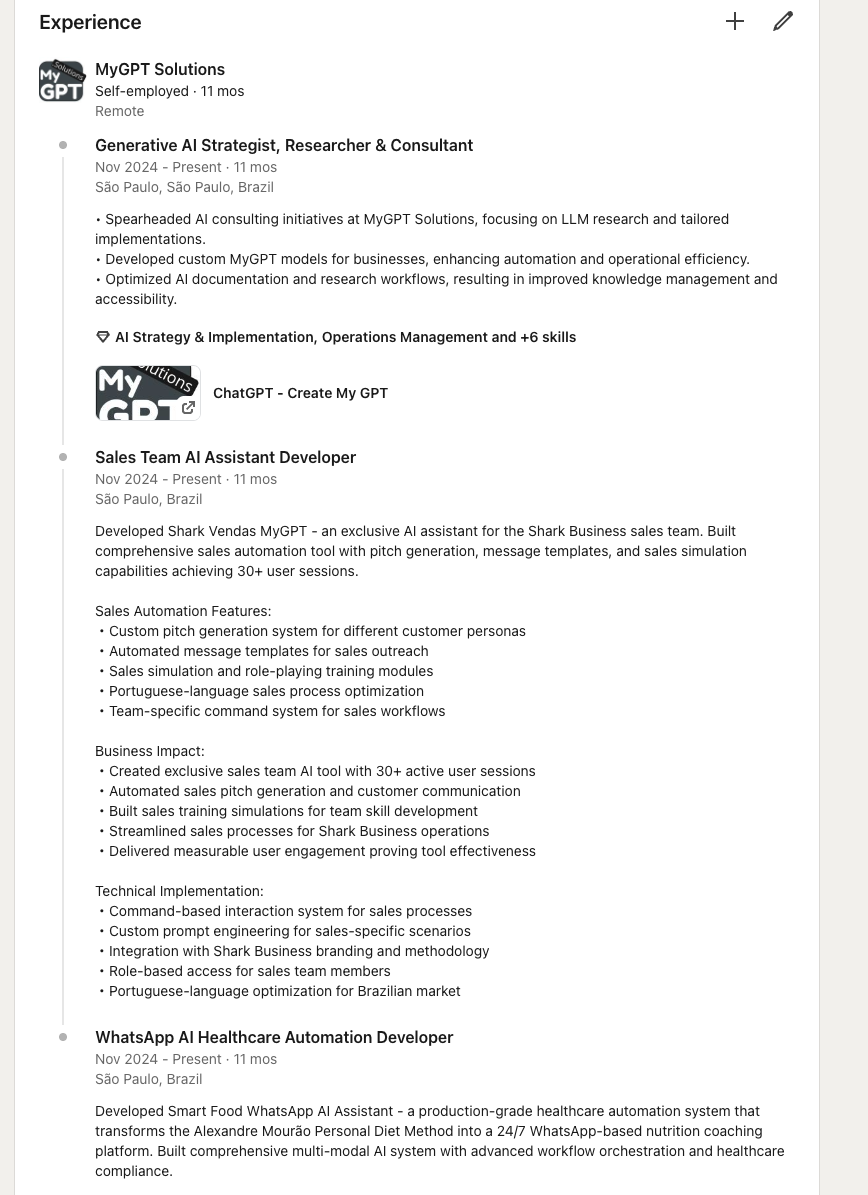 Experience
My
Solutions
GPT
MyGPT Solutions
Self-employed · 11 mos
Remote
Generative AI Strategist, Researcher & Consultant
Nov 2024 - Present · 11 mos
São Paulo, São Paulo, Brazil
• Spearheaded AI consulting initiatives at MyGPT Solutions, focusing on LLM research and tailored
implementations.
• Developed custom MyGPT models for businesses, enhancing automation and operational efficiency.
• Optimized AI documentation and research workflows, resulting in improved knowledge management and
accessibility.
AI Strategy & Implementation, Operations Management and +6 skills
My
olutions
GPT
ChatGPT - Create My GPT
Sales Team AI Assistant Developer
Nov 2024 - Present · 11 mos
São Paulo, Brazil
Developed Shark Vendas MyGPT - an exclusive AI assistant for the Shark Business sales team. Built
comprehensive sales automation tool with pitch generation, message templates, and sales simulation
capabilities achieving 30+ user sessions.
Sales Automation Features:
• Custom pitch generation system for different customer personas
• Automated message templates for sales outreach
• Sales simulation and role-playing training modules
• Portuguese-language sales process optimization
• Team-specific command system for sales workflows
Business Impact:
• Created exclusive sales team AI tool with 30+ active user sessions
• Automated sales pitch generation and customer communication
• Built sales training simulations for team skill development
• Streamlined sales processes for Shark Business operations
• Delivered measurable user engagement proving tool effectiveness
Technical Implementation:
• Command-based interaction system for sales processes
• Custom prompt engineering for sales-specific scenarios
• Integration with Shark Business branding and methodology
• Role-based access for sales team members
• Portuguese-language optimization for Brazilian market
WhatsApp AI Healthcare Automation Developer
Nov 2024 - Present · 11 mos
São Paulo, Brazil
Developed Smart Food WhatsApp AI Assistant - a production-grade healthcare automation system that
transforms the Alexandre Mourão Personal Diet Method into a 24/7 WhatsApp-based nutrition coaching
platform. Built comprehensive multi-modal AI system with advanced workflow orchestration and healthcare
compliance.